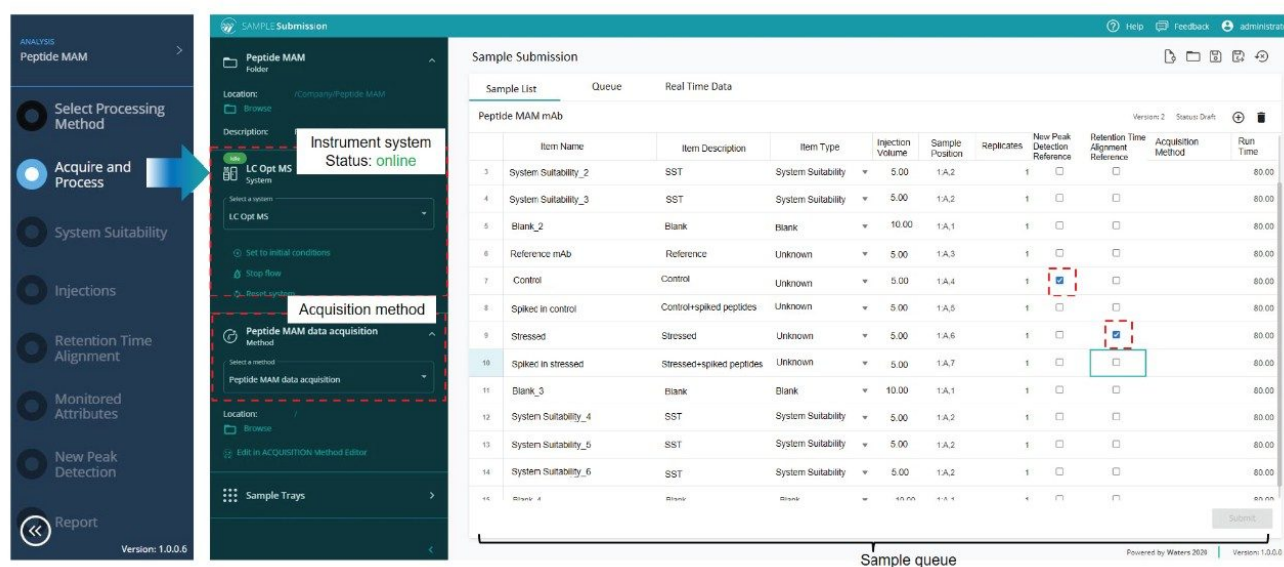 ANALYSIS
Peptide MAM
Select Processing
Method
Acquire and
Process
System Suitability
Injections
Retention Time
Alignment
Monitored
Attributes
New Peak
Detection
Report
Version: 1.0.0.6
SAMPLE Submission
Help Feedback administrat
Peptide MAM
Folder
Location: /Company/Peptide MAM
Browse
Description:
Instrument system
Status: online
Idle
LC Opt MS
System
Select a system
LC Opt MS
Set to initial conditions
Stop flow
Reset system
Acquisition method
Peptide MAM data acquisition
Method
Select a method
Peptide MAM data acquisition
Location: /
Browse
Edit in ACQUISITION Method Editor
Sample Trays
Sample Submission
Sample List Queue Real Time Data
Peptide MAM mAb Version: 2 Status: Draft
Item Name Item Description Item Type Injection Volume Sample Position Replicates New Peak Detection Reference Retention Time Alignment Reference Acquisition Method Run Time
3 System Suitability_2 SST System Suitability 5.00 1:A,2 1 80.00
4 System Suitability_3 SST System Suitability 5.00 1:A,2 1 80.00
5 Blank_2 Blank Blank 10.00 1:A,1 1 80.00
6 Reference mAb Reference Unknown 5.00 1:A,3 1 80.00
7 Control Control Unknown 5.00 1:A,4 1 80.00
8 Spiked in control Control+spiked peptides Unknown 5.00 1:A,5 1 80.00
9 Stressed Stressed Unknown 5.00 1:A,6 1 80.00
10 Spiked in stressed Stressed+spiked peptides Unknown 5.00 1:A,7 1 80.00
11 Blank_3 Blank Blank 10.00 1:A,1 1 80.00
12 System Suitability_4 SST System Suitability 5.00 1:A,2 1 80.00
13 System Suitability_5 SST System Suitability 5.00 1:A,2 1 80.00
14 System Suitability_6 SST System Suitability 5.00 1:A,2 1 80.00
15 Blank_4 Blank Blank 10.00 1:A,1 1 80.00
Submit
Sample queue
Powered by Waters 2020 Version: 1.0.0.0